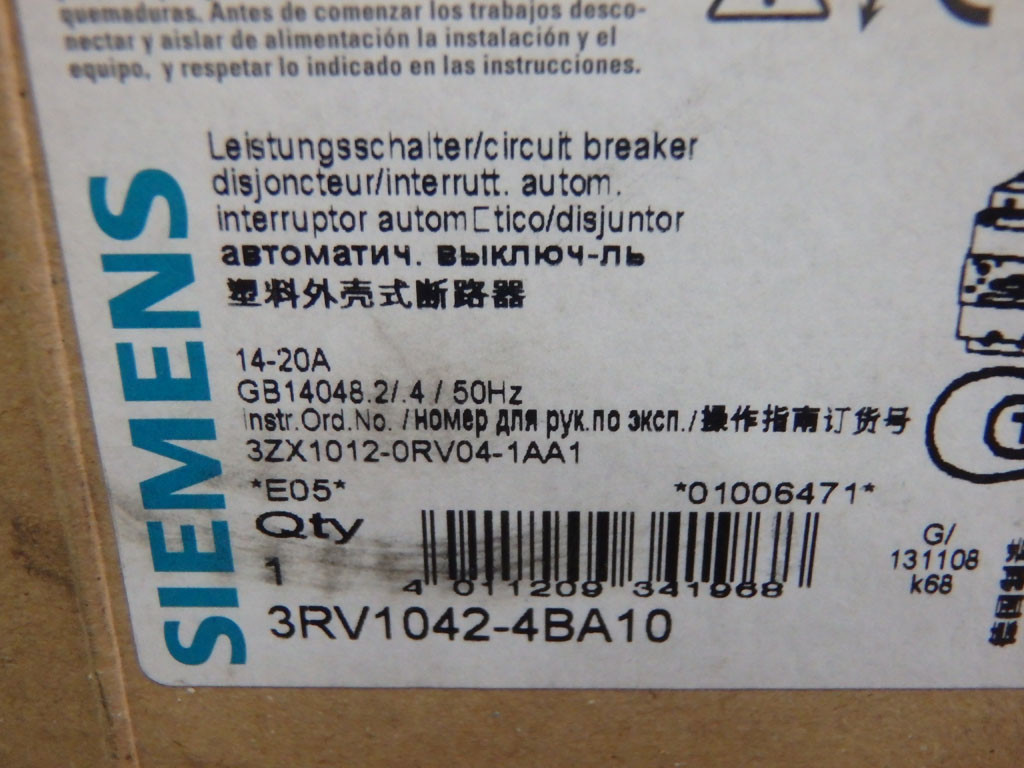 quemaduras. Antes de comenzar los trabajos desco-
nectar y aislar de alimentación la instalación y el
equipo, y respetar lo indicado en las instrucciones.
SIEMENS
Leistungsschalter/circuit breaker
disjoncteur/interrutt. autom.
interruptor autom□tico/disjuntor
автоматич. выключ-ль
塑料外壳式断路器
14-20A
GB14048.2/.4 / 50Hz
Instr.Ord.No. /номер для рук.по эксп./操作指南订货号
3ZX1012-0RV04-1AA1
*E05* *01006471*
Qty
1
4 011209 341968
G/
131108
k68
3RV1042-4BA10